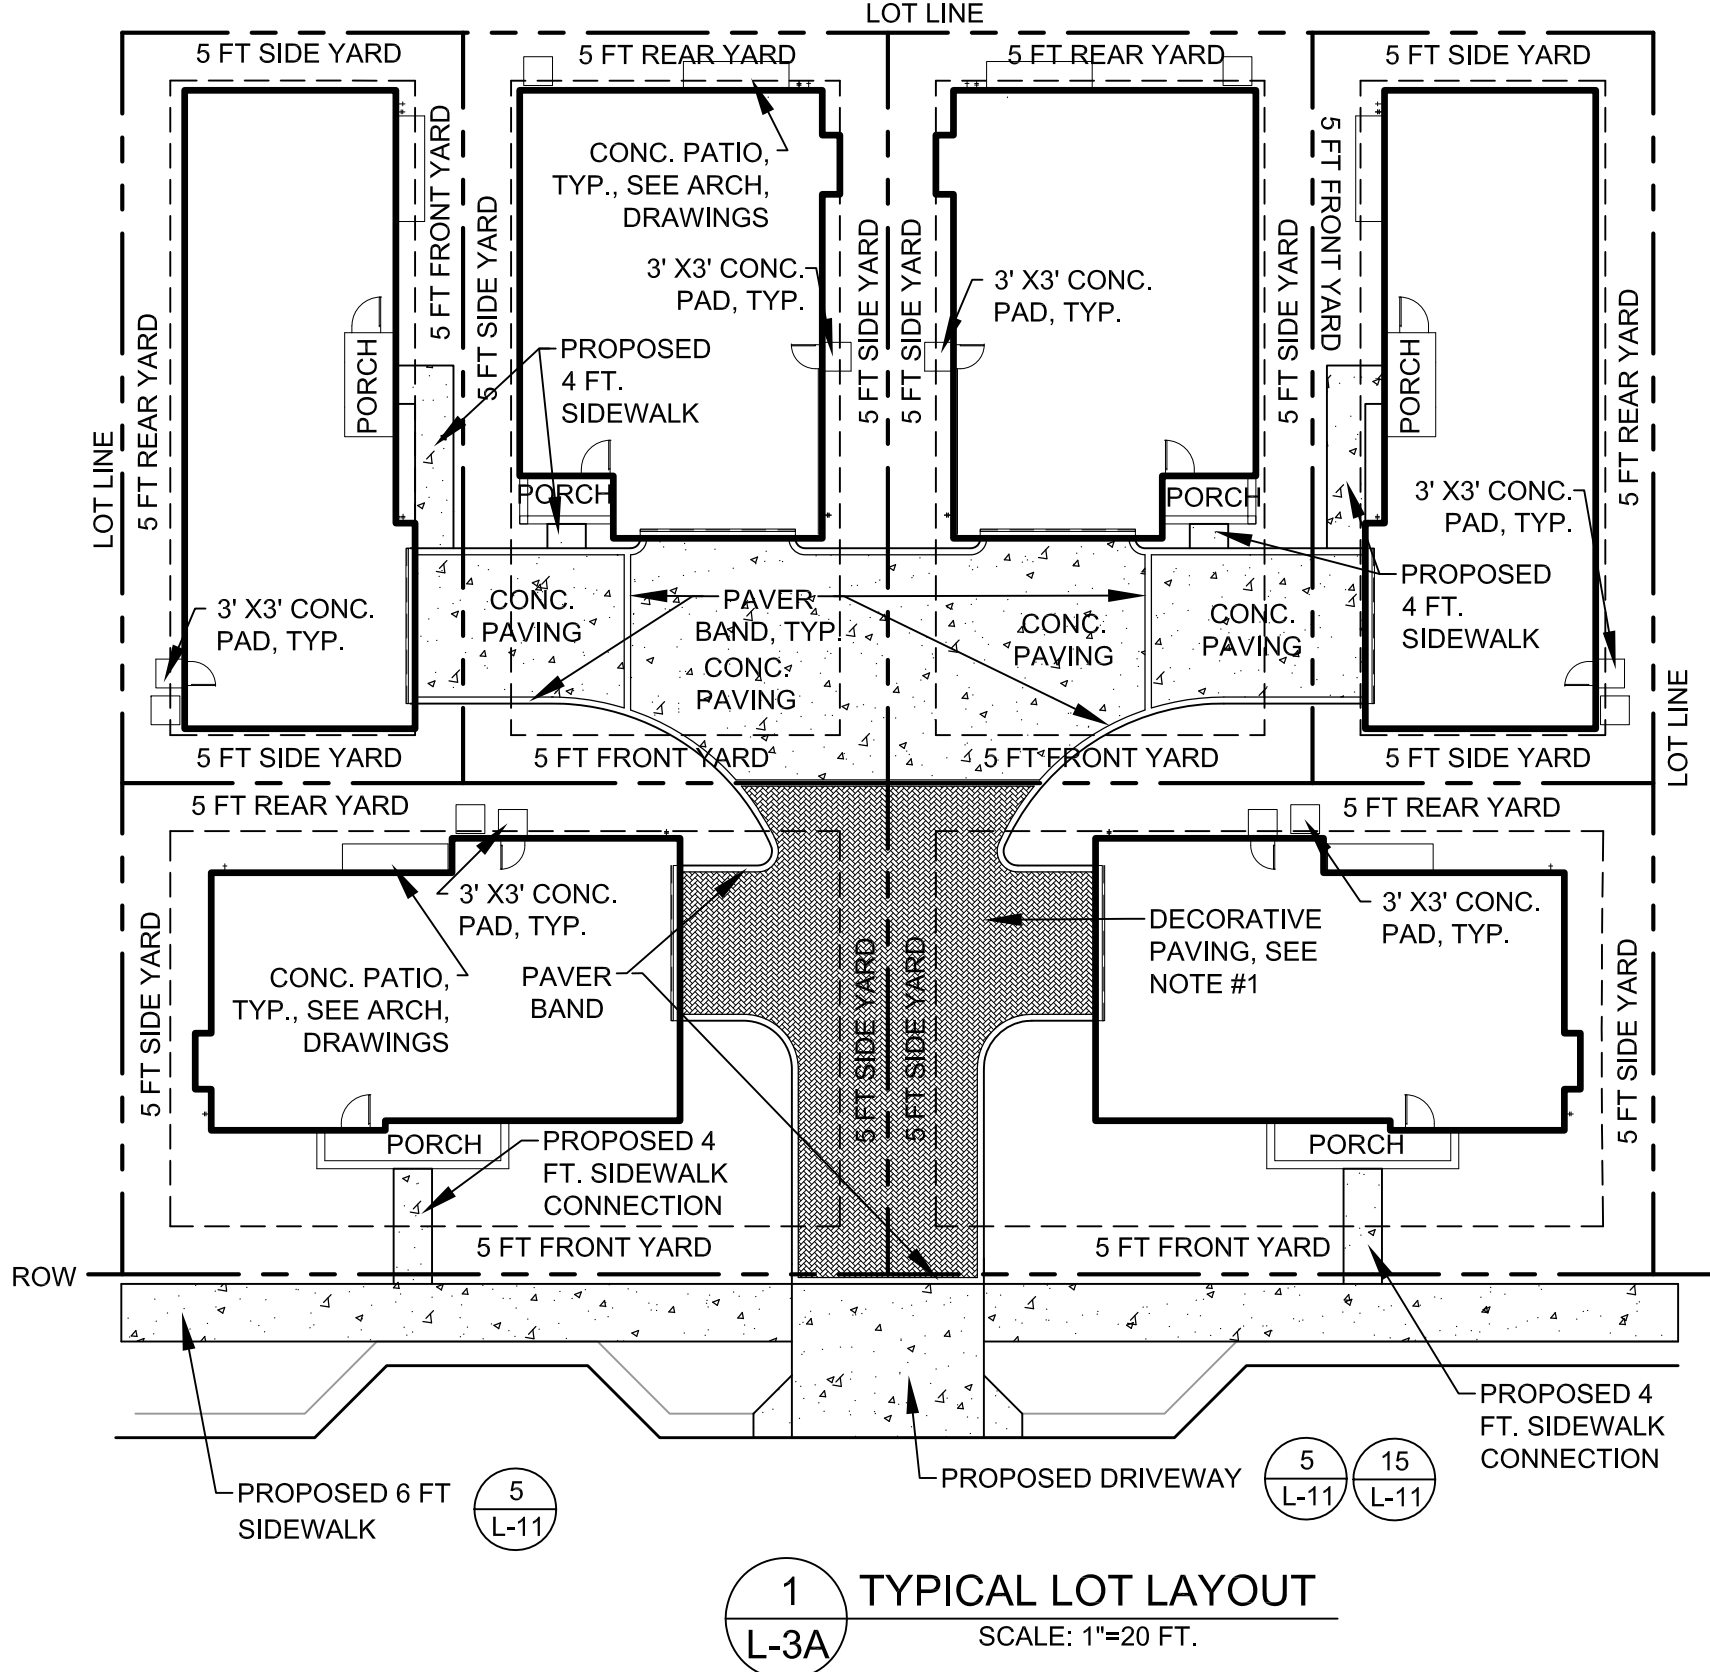 LOT LINE
5 FT SIDE YARD
5 FT REAR YARD
5 FT REAR YARD
5 FT SIDE YARD
5 FT FRONT YARD
5 FT SIDE YARD
CONC. PATIO,
TYP., SEE ARCH,
DRAWINGS
3' X3' CONC.
PAD, TYP.
5 FT SIDE YARD
5 FT SIDE YARD
3' X3' CONC.
PAD, TYP.
5 FT SIDE YARD
5 FT FRONT YARD
LOT LINE
5 FT REAR YARD
PORCH
PROPOSED
4 FT.
SIDEWALK
PORCH
5 FT REAR YARD
PORCH
PORCH
3' X3' CONC.
PAD, TYP.
PROPOSED
4 FT.
SIDEWALK
3' X3' CONC.
PAD, TYP.
CONC.
PAVING
PAVER
BAND, TYP.
CONC.
PAVING
CONC.
PAVING
CONC.
PAVING
LOT LINE
5 FT SIDE YARD
5 FT FRONT YARD
5 FT FRONT YARD
5 FT SIDE YARD
5 FT REAR YARD
5 FT REAR YARD
5 FT SIDE YARD
3' X3' CONC.
PAD, TYP.
CONC. PATIO,
TYP., SEE ARCH,
DRAWINGS
PAVER
BAND
5 FT SIDE YARD
5 FT SIDE YARD
DECORATIVE
PAVING, SEE
NOTE #1
3' X3' CONC.
PAD, TYP.
5 FT SIDE YARD
PORCH
PROPOSED 4
FT. SIDEWALK
CONNECTION
PORCH
5 FT FRONT YARD
5 FT FRONT YARD
ROW
PROPOSED 6 FT
SIDEWALK
5
L-11
PROPOSED DRIVEWAY
5
L-11
15
L-11
PROPOSED 4
FT. SIDEWALK
CONNECTION
1
L-3A
TYPICAL LOT LAYOUT
SCALE: 1"=20 FT.